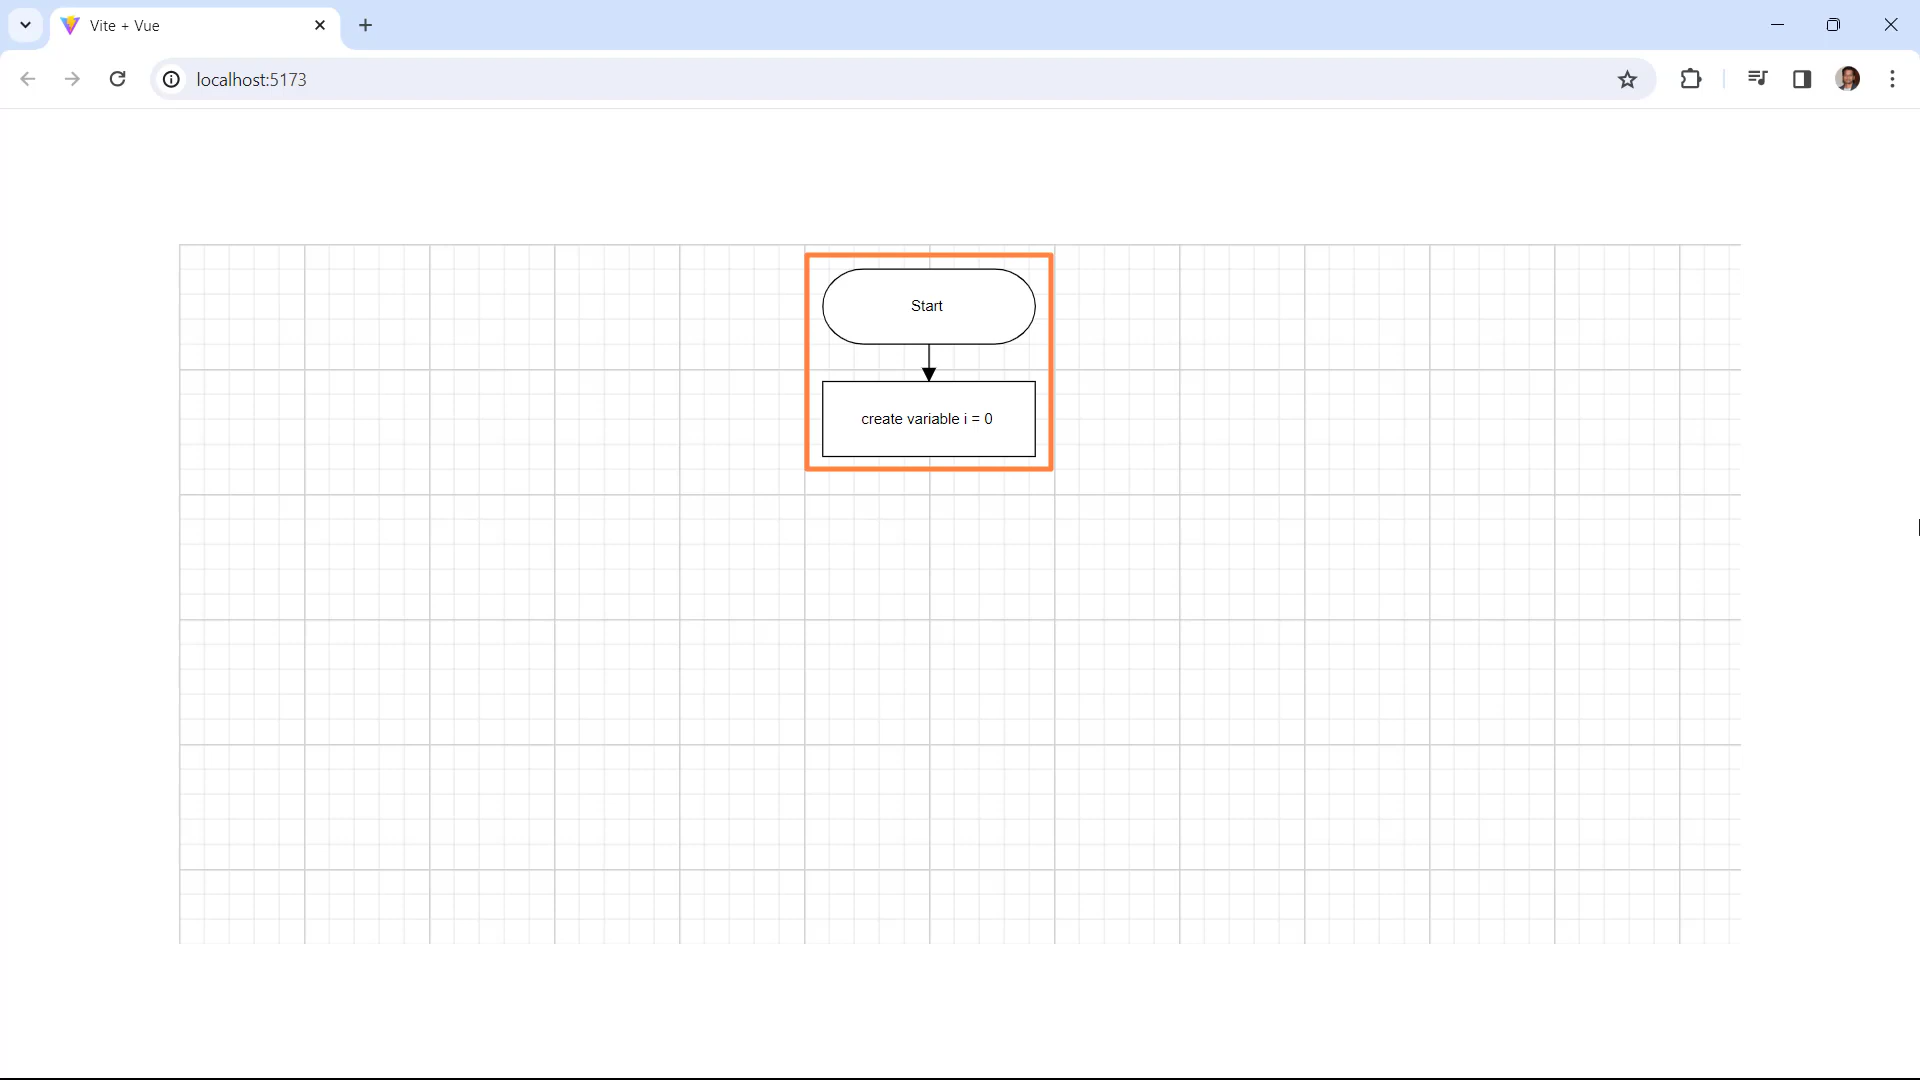 Vite + Vue
localhost:5173
Start
create variable i = 0